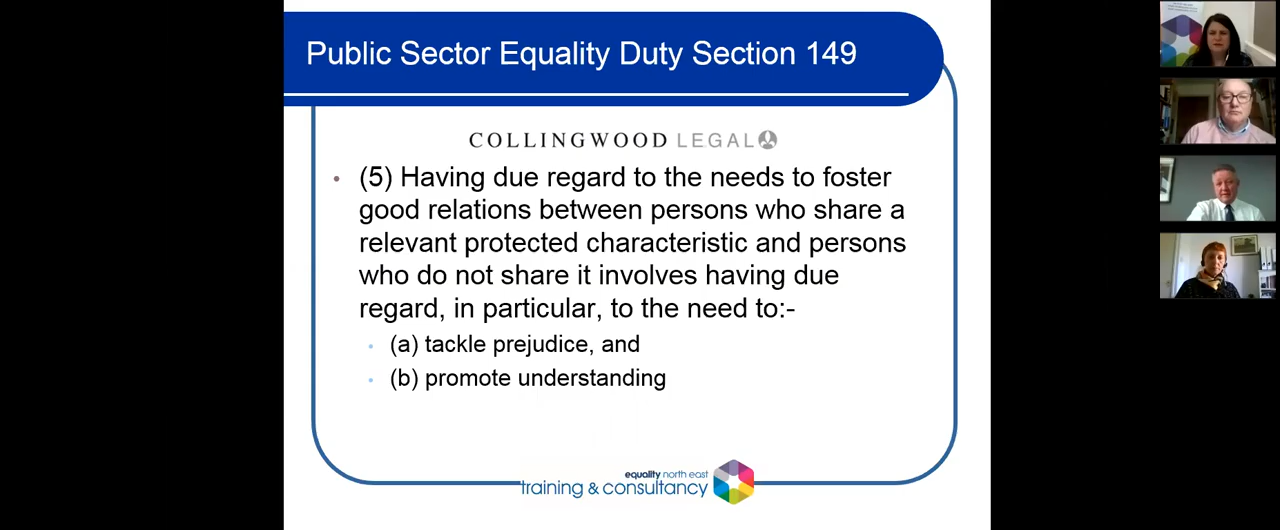 Public Sector Equality Duty Section 149
COLLINGWOOD LEGAL
• (5) Having due regard to the needs to foster
good relations between persons who share a
relevant protected characteristic and persons
who do not share it involves having due
regard, in particular, to the need to:-
• (a) tackle prejudice, and
• (b) promote understanding
equality north east
training & consultancy